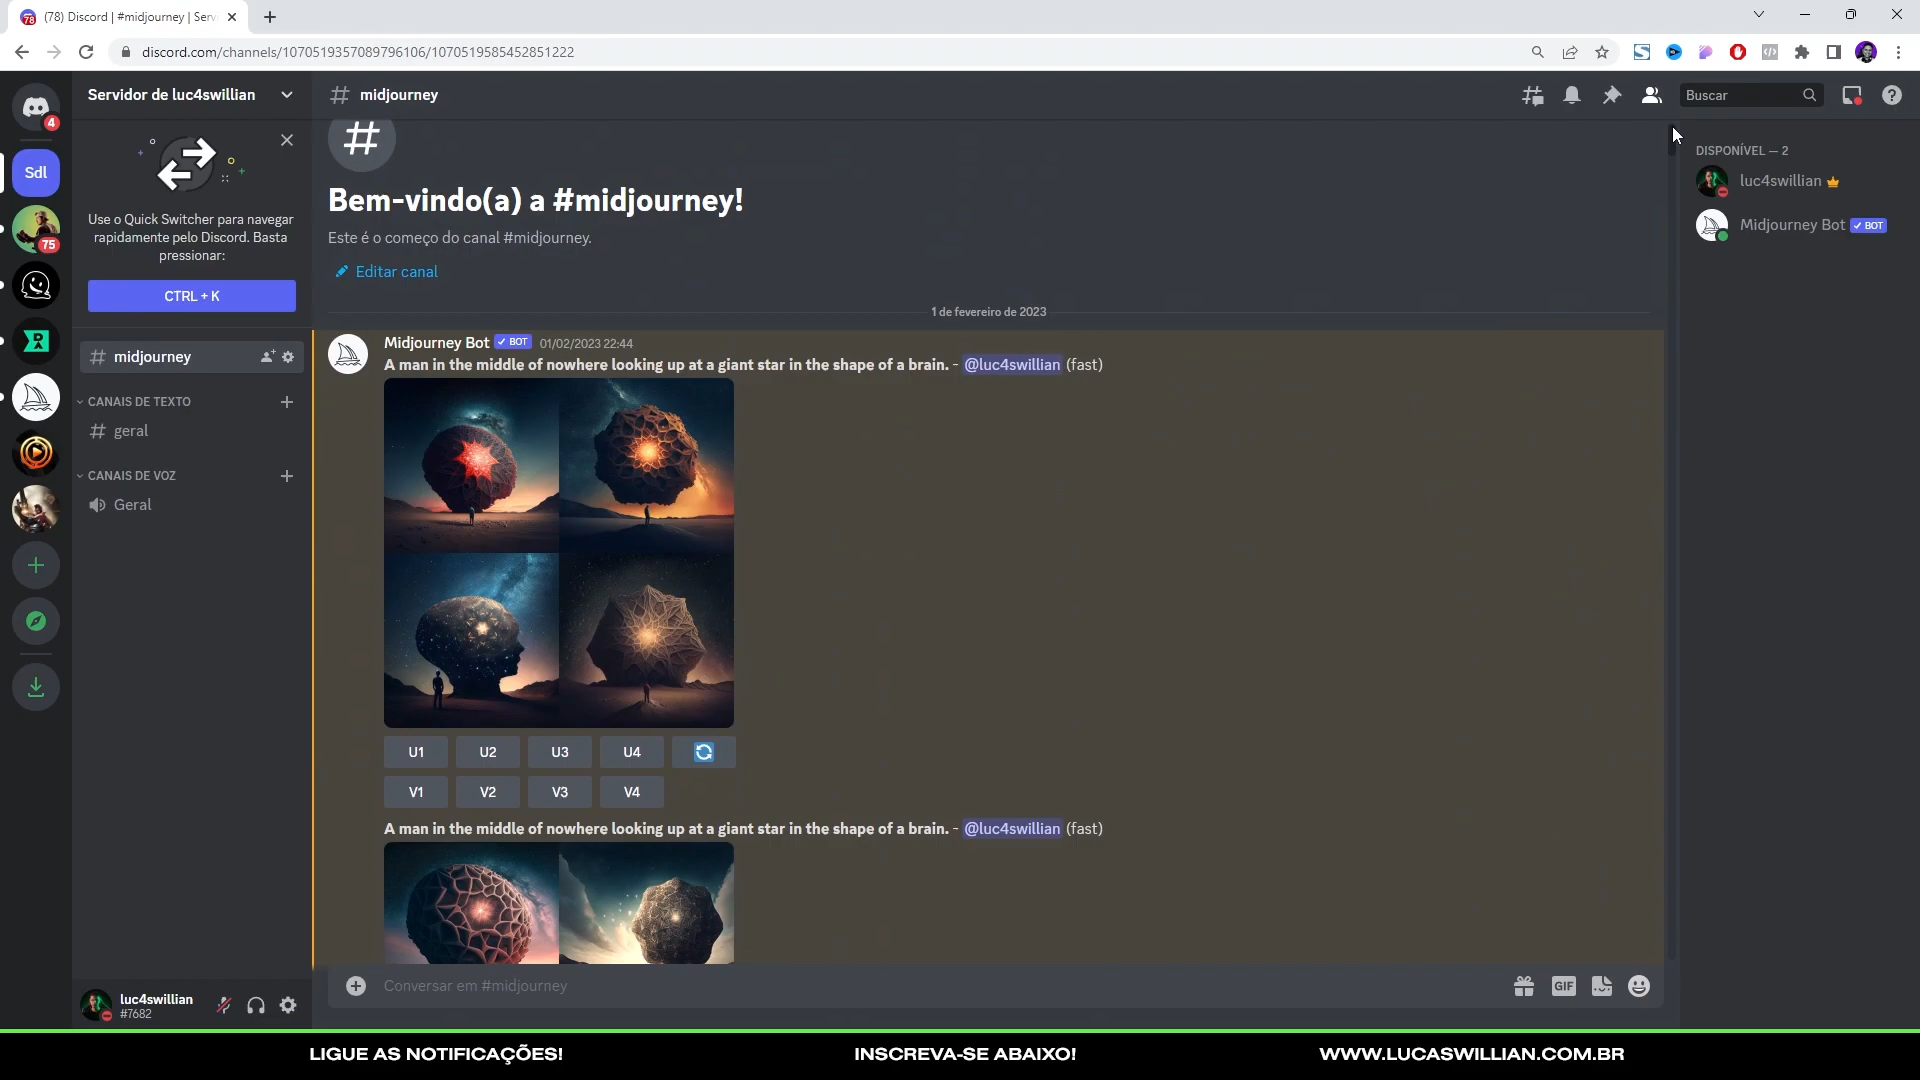 (78) Discord | #midjourney | Serv
discord.com/channels/1070519357089796106/1070519585452851222
4
Sdl
75
Servidor de luc4swillian
Use o Quick Switcher para navegar
rapidamente pelo Discord. Basta
pressionar:
CTRL + K
midjourney
CANAIS DE TEXTO
geral
CANAIS DE VOZ
Geral
luc4swillian
#7682
midjourney
Buscar
Bem-vindo(a) a #midjourney!
Este é o começo do canal #midjourney.
Editar canal
1 de fevereiro de 2023
Midjourney Bot ✓ BOT 01/02/2023 22:44
A man in the middle of nowhere looking up at a giant star in the shape of a brain. - @luc4swillian (fast)
U1 U2 U3 U4
V1 V2 V3 V4
A man in the middle of nowhere looking up at a giant star in the shape of a brain. - @luc4swillian (fast)
Conversar em #midjourney
GIF
DISPONÍVEL — 2
luc4swillian
Midjourney Bot ✓ BOT
LIGUE AS NOTIFICAÇÕES!
INSCREVA-SE ABAIXO!
WWW.LUCASWILLIAN.COM.BR